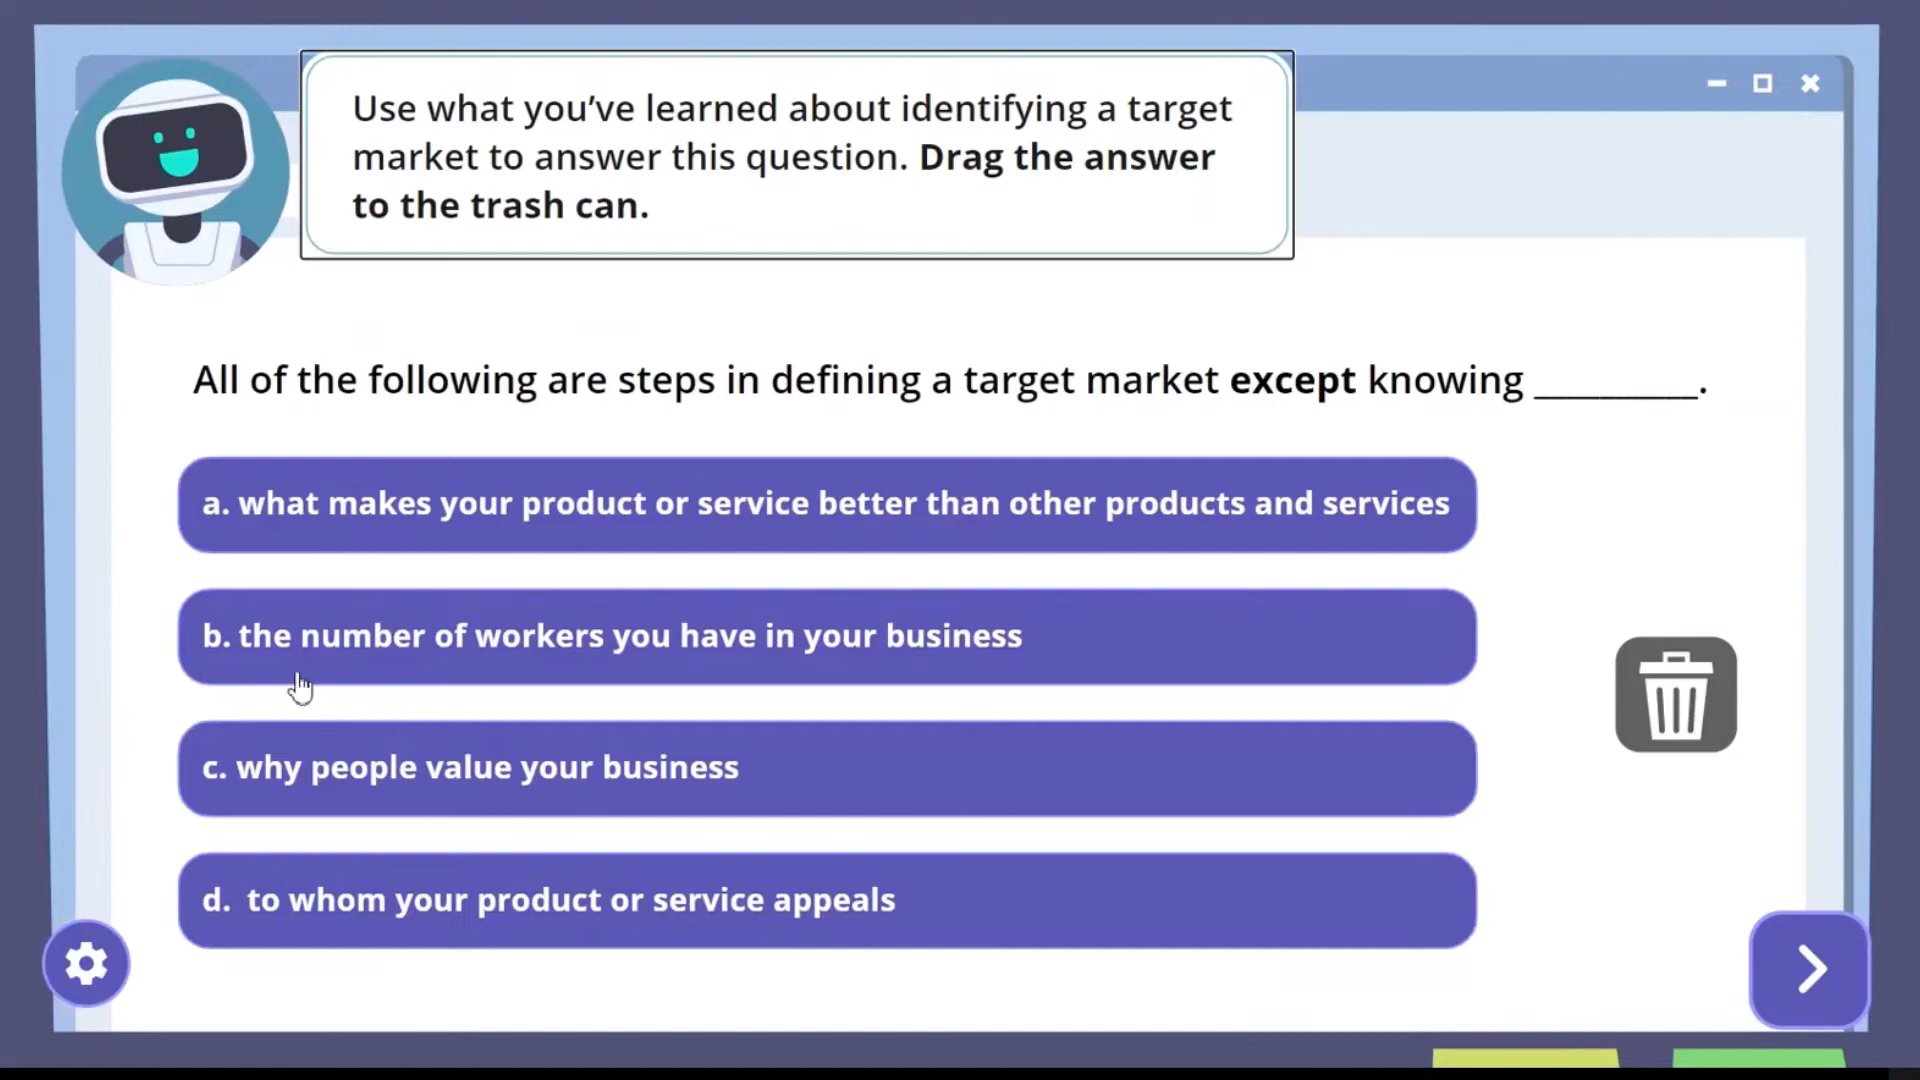 Use what you’ve learned about identifying a target
market to answer this question. Drag the answer
to the trash can.
All of the following are steps in defining a target market except knowing ________.
a. what makes your product or service better than other products and services
b. the number of workers you have in your business
c. why people value your business
d. to whom your product or service appeals